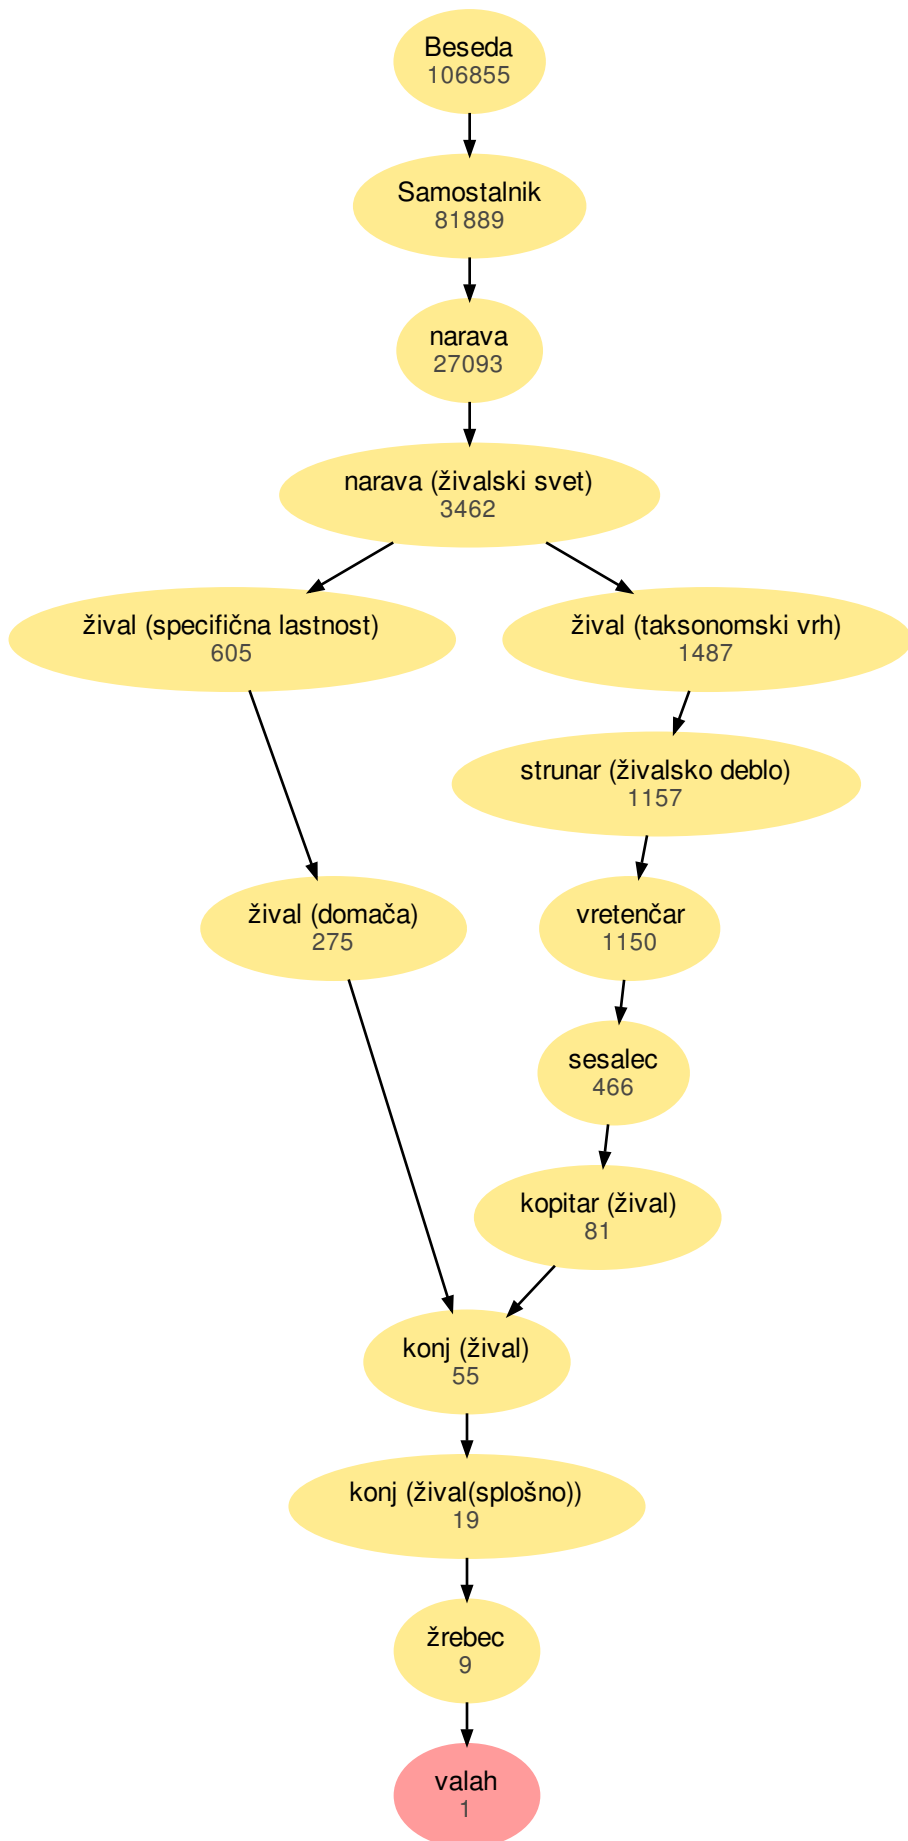 Beseda
106855
Samostalnik
81889
narava
27093
narava (živalski svet)
3462
žival (specifična lastnost)
605
žival (taksonomski vrh)
1487
strunar (živalsko deblo)
1157
žival (domača)
275
vretenčar
1150
sesalec
466
kopitar (žival)
81
konj (žival)
55
konj (žival(splošno))
19
žrebec
9
valah
1